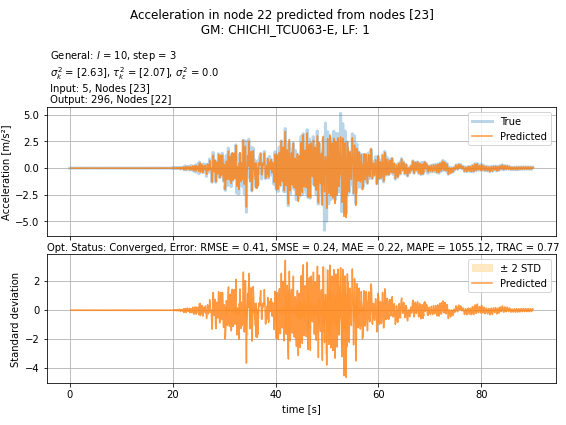 Acceleration in node 22 predicted from nodes [23]
GM: CHICHI_TCU063-E, LF: 1
General: l = 10, step = 3
σ²ₖ = [2.63], τ²ₖ = [2.07], σ²ε = 0.0
Input: 5, Nodes [23]
Output: 296, Nodes [22]
Acceleration [m/s²]
5.0
2.5
0.0
−2.5
−5.0
True
Predicted
Opt. Status: Converged, Error: RMSE = 0.41, SMSE = 0.24, MAE = 0.22, MAPE = 1055.12, TRAC = 0.77
Standard deviation
2
0
−2
−4
± 2 STD
Predicted
0 20 40 60 80
time [s]